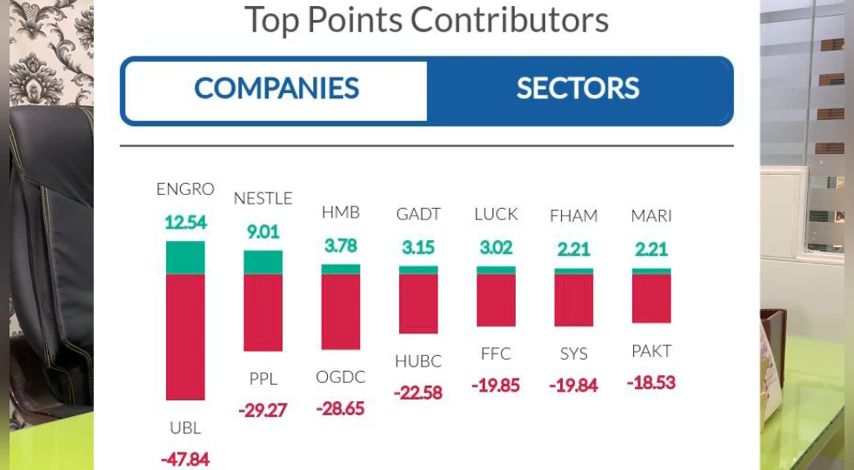 Top Points Contributors
COMPANIES
SECTORS
ENGRO
12.54
NESTLE
9.01
HMB
3.78
GADT
3.15
LUCK
3.02
FHAM
2.21
MARI
2.21
UBL
-47.84
PPL
-29.27
OGDC
-28.65
HUBC
-22.58
FFC
-19.85
SYS
-19.84
PAKT
-18.53